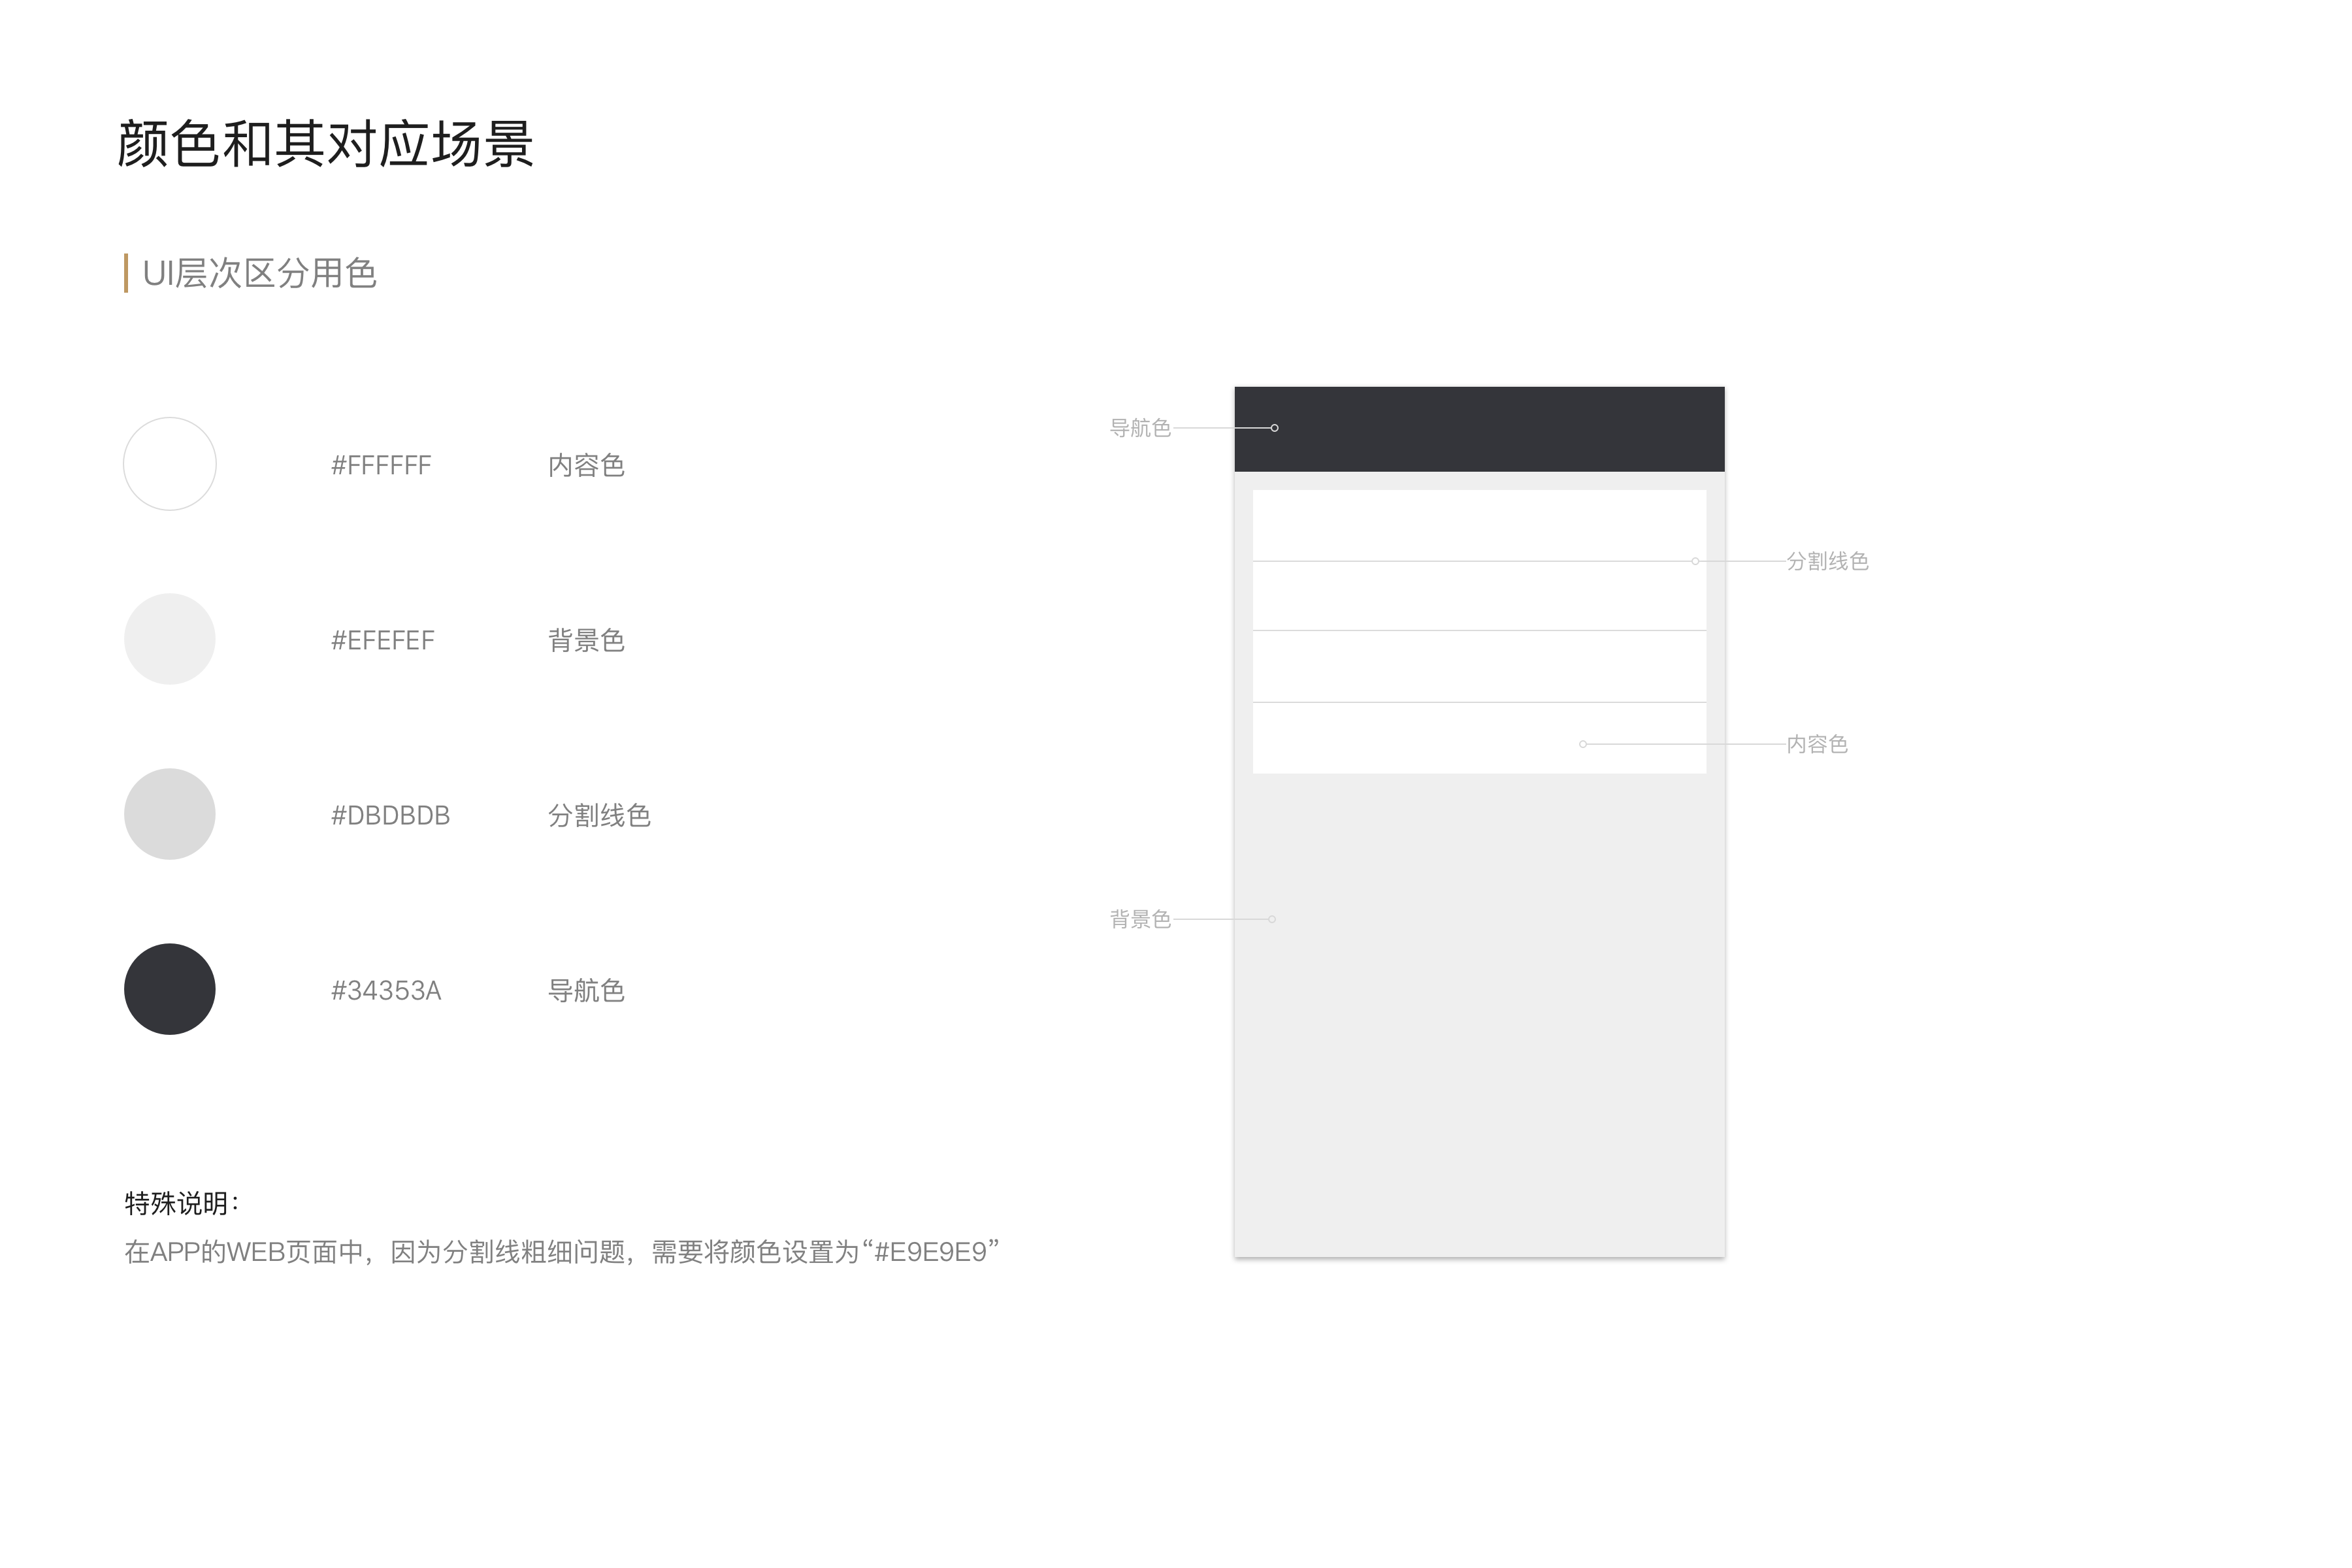 颜色和其对应场景
UI层次区分用色
#FFFFFF 内容色
#EFEFEF 背景色
#DBDBDB 分割线色
#34353A 导航色
特殊说明：
在APP的WEB页面中，因为分割线粗细问题，需要将颜色设置为“#E9E9E9”
导航色
分割线色
内容色
背景色